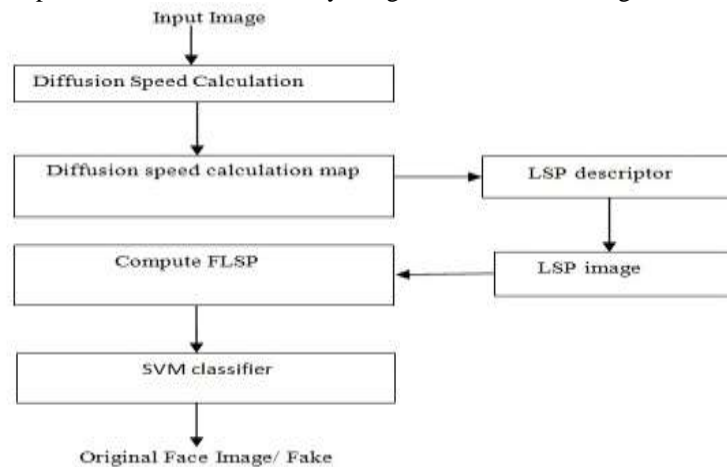 Input Image
Diffusion Speed Calculation
Diffusion speed calculation map
LSP descriptor
LSP image
Compute FLSP
SVM classifier
Original Face Image/ Fake